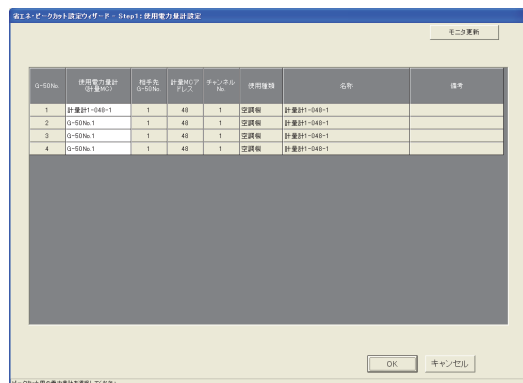 省エネ・ピークカット設定ウィザード - Step1:使用電力量計設定
モニタ更新
G-50No. 使用電力量計(計量MC) 相手先G-50No. 計量MCアドレス チャンネルNo. 使用種類 名称 備考
1 計量計1-048-1 1 48 1 空調機 計量計1-048-1
2 G-50No.1 1 48 1 空調機 計量計1-048-1
3 G-50No.1 1 48 1 空調機 計量計1-048-1
4 G-50No.1 1 48 1 空調機 計量計1-048-1
OK キャンセル